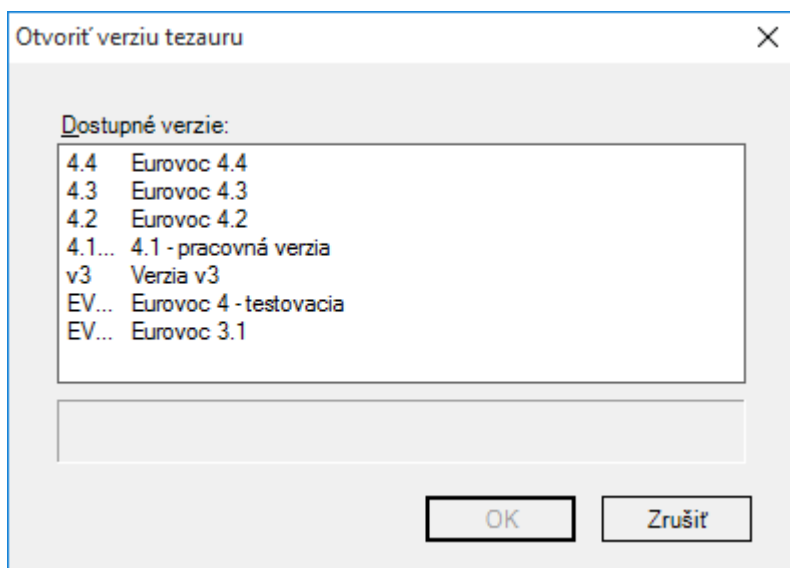 Otvoriť verziu tezauru
Dostupné verzie:
4.4 Eurovoc 4.4
4.3 Eurovoc 4.3
4.2 Eurovoc 4.2
4.1... 4.1 - pracovná verzia
v3 Verzia v3
EV... Eurovoc 4 - testovacia
EV... Eurovoc 3.1
OK Zrušiť